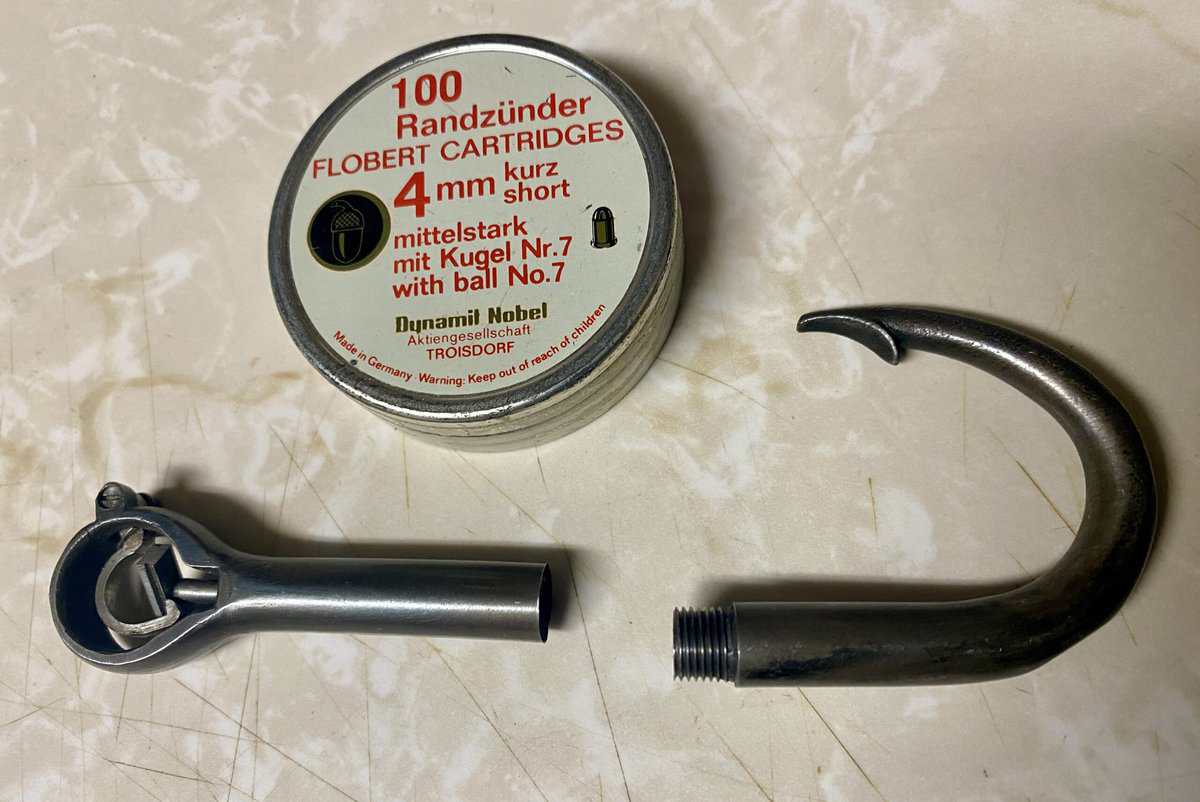 100
Randzünder
FLOBERT CARTRIDGES
4 mm kurz
short
mittelstark
mit Kugel Nr.7
with ball No.7
Dynamit Nobel
Aktiengesellschaft
TROISDORF
Made in Germany · Warning: Keep out of reach of children